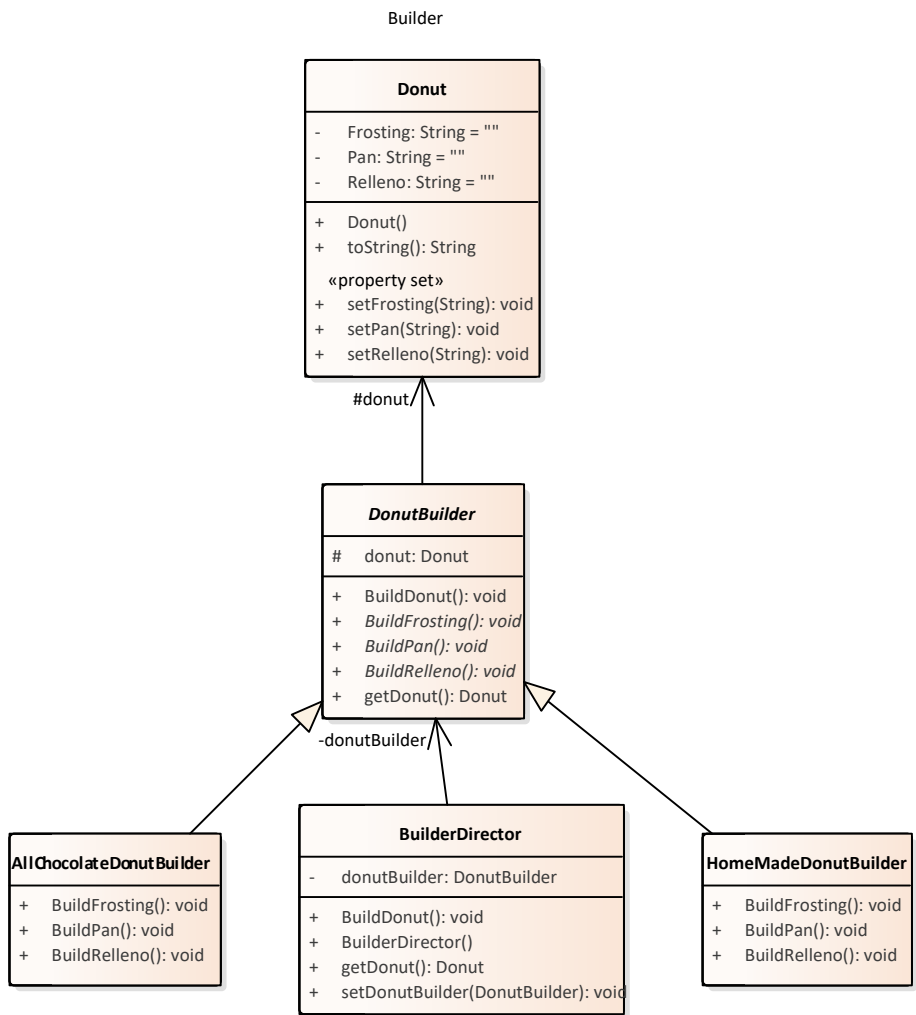 Builder
Donut
- Frosting: String = ""
- Pan: String = ""
- Relleno: String = ""
+ Donut()
+ toString(): String
«property set»
+ setFrosting(String): void
+ setPan(String): void
+ setRelleno(String): void
#donut
DonutBuilder
# donut: Donut
+ BuildDonut(): void
+ BuildFrosting(): void
+ BuildPan(): void
+ BuildRelleno(): void
+ getDonut(): Donut
-donutBuilder
AllChocolateDonutBuilder
+ BuildFrosting(): void
+ BuildPan(): void
+ BuildRelleno(): void
BuilderDirector
- donutBuilder: DonutBuilder
+ BuildDonut(): void
+ BuilderDirector()
+ getDonut(): Donut
+ setDonutBuilder(DonutBuilder): void
HomeMadeDonutBuilder
+ BuildFrosting(): void
+ BuildPan(): void
+ BuildRelleno(): void